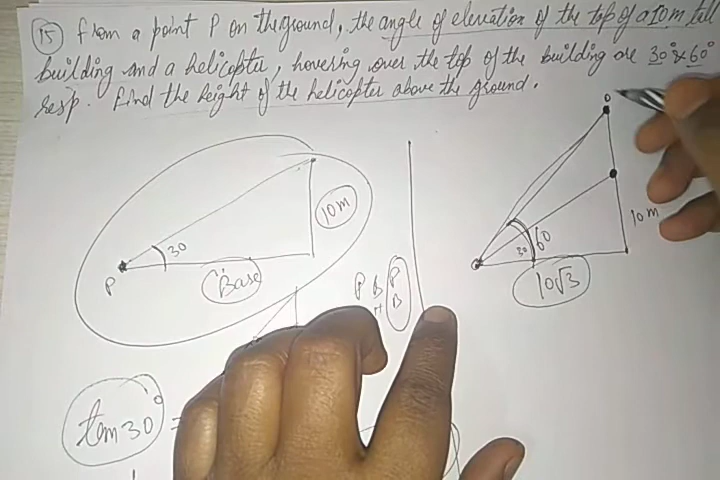 15 from a point P on the ground, the angle of elevation of the top of a 10m tall
building and a helicopter, hovering over the top of the building are 30° & 60°
resp. Find the height of the helicopter above the ground.
10m
30
P
Base
P B P
H B
60
30
10m
10√3
tan 30° =